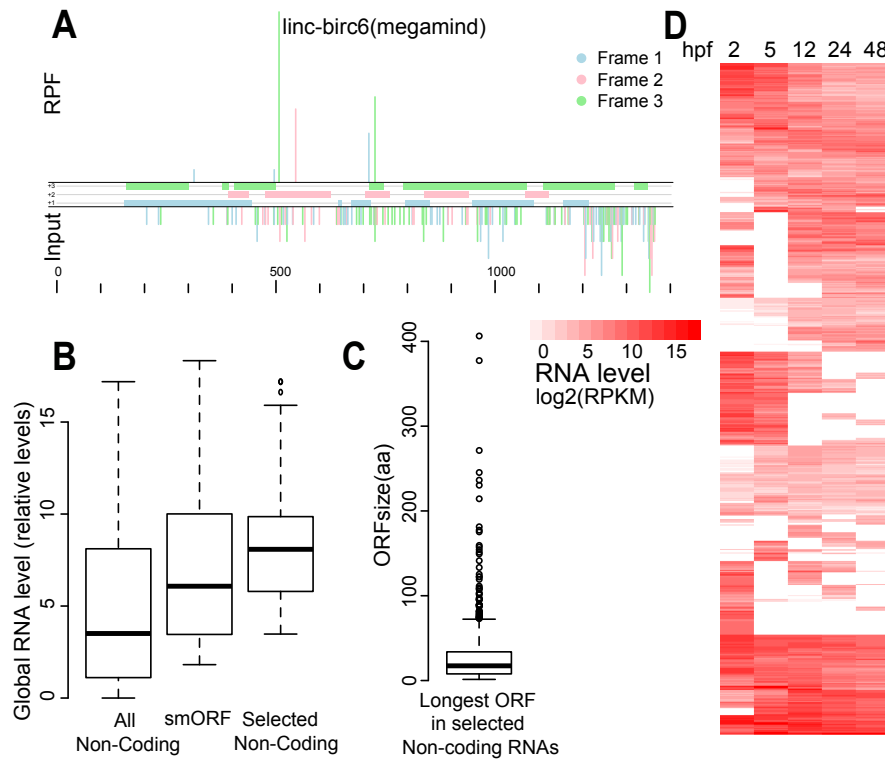 A
linc-birc6(megamind)
RPF
Frame 1
Frame 2
Frame 3
+3
+2
+1
Input
0
500
1000
B
Global RNA level (relative levels)
0
5
10
15
All
Non-Coding
smORF
Selected
Non-Coding
C
ORFsize(aa)
0
100
200
300
400
Longest ORF
in selected
Non-coding RNAs
0 5 10 15
RNA level
log2(RPKM)
D
hpf 2 5 12 24 48